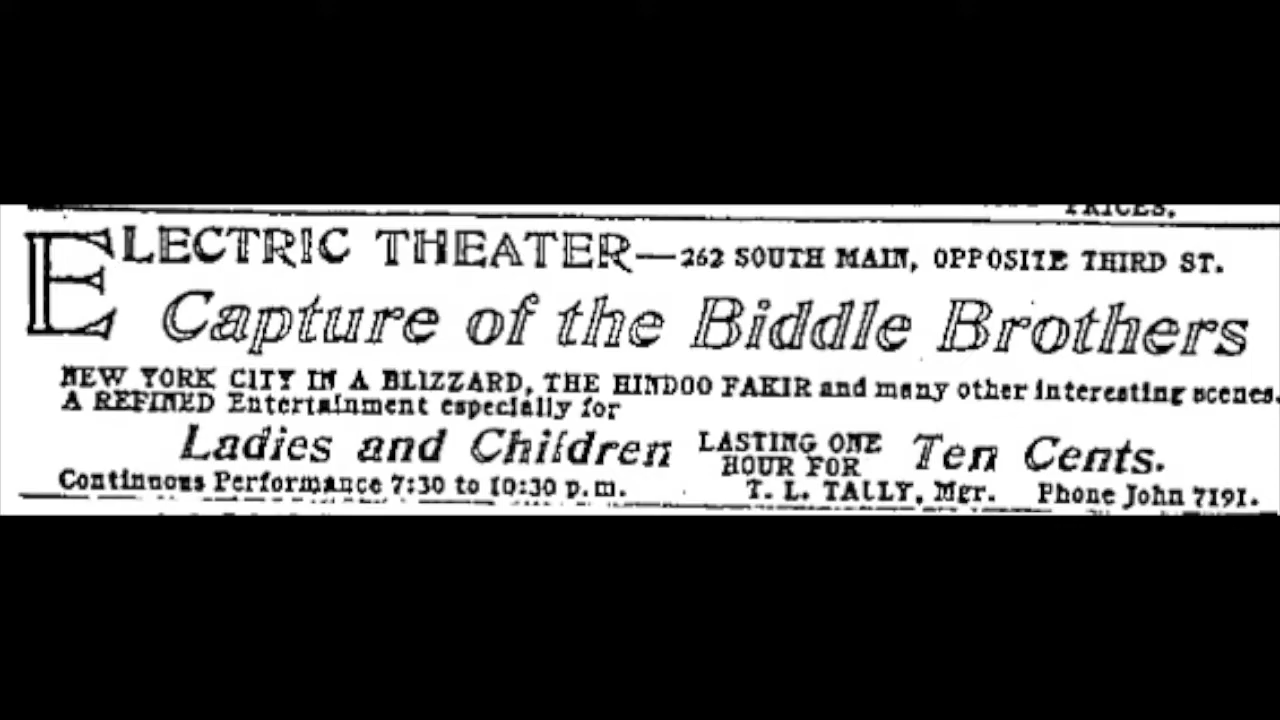 PRICES.
ELECTRIC THEATER—262 SOUTH MAIN, OPPOSITE THIRD ST.
Capture of the Biddle Brothers
NEW YORK CITY IN A BLIZZARD, THE HINDOO FAKIR and many other interesting scenes.
A REFINED Entertainment especially for
Ladies and Children LASTING ONE HOUR FOR Ten Cents.
Continuous Performance 7:30 to 10:30 p.m. T. L. TALLY, Mgr. Phone John 7191.